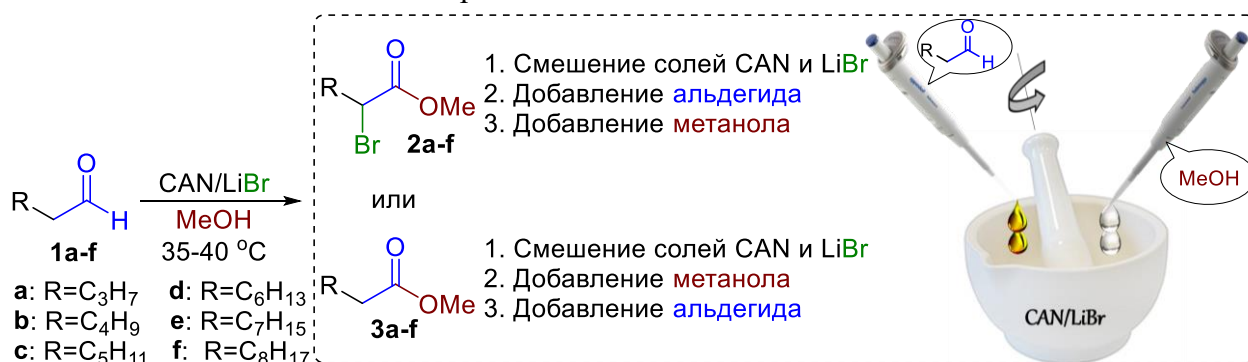 R
O
H
1a-f
CAN/LiBr
MeOH
35-40 °C
a: R=C₃H₇ d: R=C₆H₁₃
b: R=C₄H₉ e: R=C₇H₁₅
c: R=C₅H₁₁ f: R=C₈H₁₇
R
O
OMe
Br
2a-f
1. Смешение солей CAN и LiBr
2. Добавление альдегида
3. Добавление метанола
или
R
O
OMe
3a-f
1. Смешение солей CAN и LiBr
2. Добавление метанола
3. Добавление альдегида
R
O
H
MeOH
CAN/LiBr